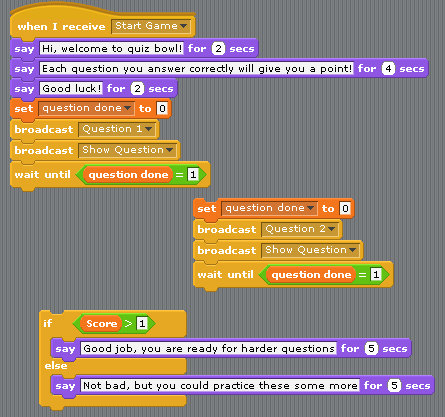 when I receive Start Game
say Hi, welcome to quiz bowl! for 2 secs
say Each question you answer correctly will give you a point! for 4 secs
say Good luck! for 2 secs
set question done to 0
broadcast Question 1
broadcast Show Question
wait until question done = 1
set question done to 0
broadcast Question 2
broadcast Show Question
wait until question done = 1
if Score > 1
say Good job, you are ready for harder questions for 5 secs
else
say Not bad, but you could practice these some more for 5 secs